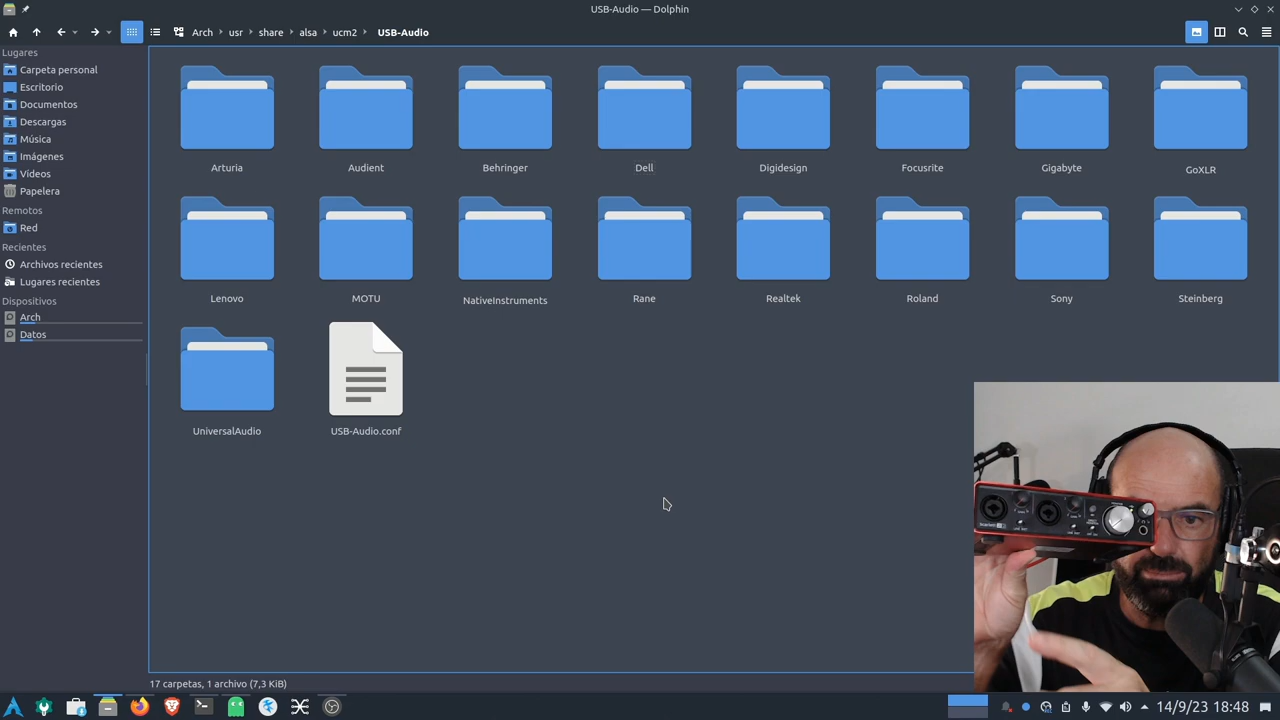 USB-Audio — Dolphin
Arch
usr
share
alsa
ucm2
USB-Audio
Lugares
Carpeta personal
Escritorio
Documentos
Descargas
Música
Imágenes
Vídeos
Papelera
Remotos
Red
Recientes
Archivos recientes
Lugares recientes
Dispositivos
Arch
Datos
Arturia
Audient
Behringer
Dell
Digidesign
Focusrite
Gigabyte
GoXLR
Lenovo
MOTU
NativeInstruments
Rane
Realtek
Roland
Sony
Steinberg
UniversalAudio
USB-Audio.conf
17 carpetas, 1 archivo (7,3 KiB)
14/9/23 18:48